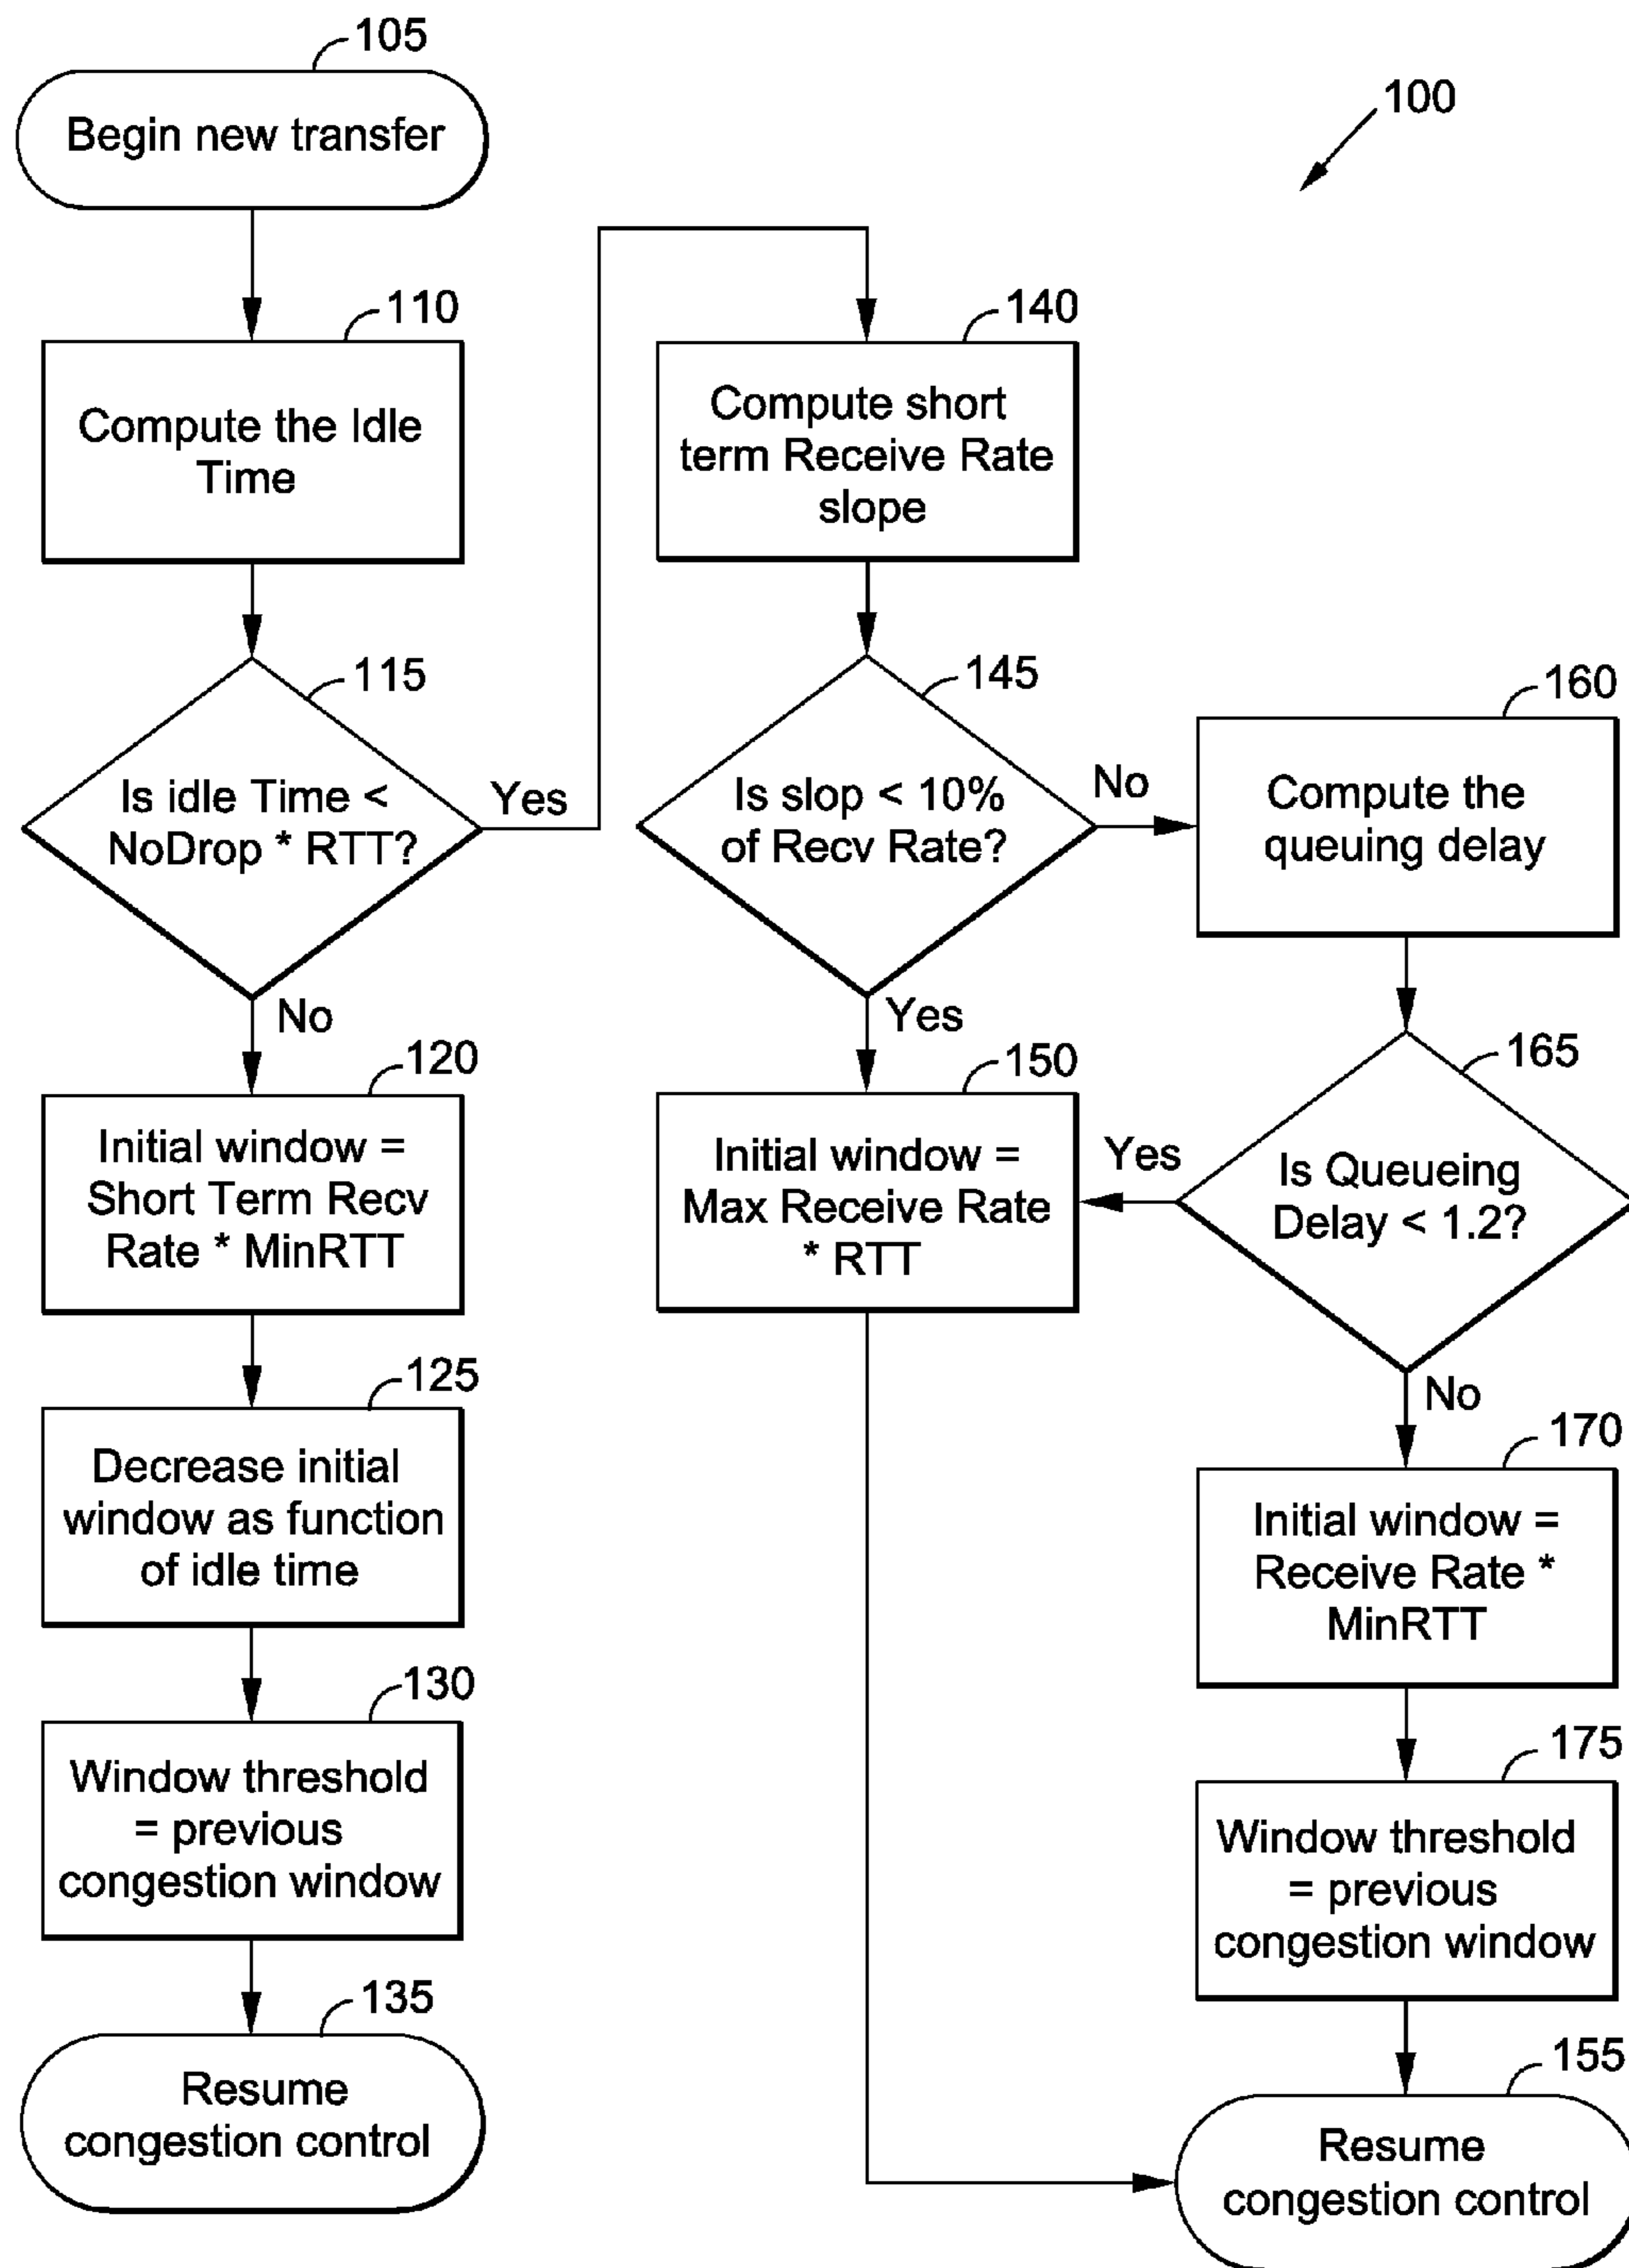 105
Begin new transfer
100
110
Compute the Idle
Time
115
Is idle Time <
NoDrop * RTT?
Yes
No
120
Initial window =
Short Term Recv
Rate * MinRTT
125
Decrease initial
window as function
of idle time
130
Window threshold
= previous
congestion window
135
Resume
congestion control
140
Compute short
term Receive Rate
slope
145
Is slop < 10%
of Recv Rate?
No
Yes
150
Initial window =
Max Receive Rate
* RTT
160
Compute the
queuing delay
165
Is Queueing
Delay < 1.2?
Yes
No
170
Initial window =
Receive Rate *
MinRTT
175
Window threshold
= previous
congestion window
155
Resume
congestion control